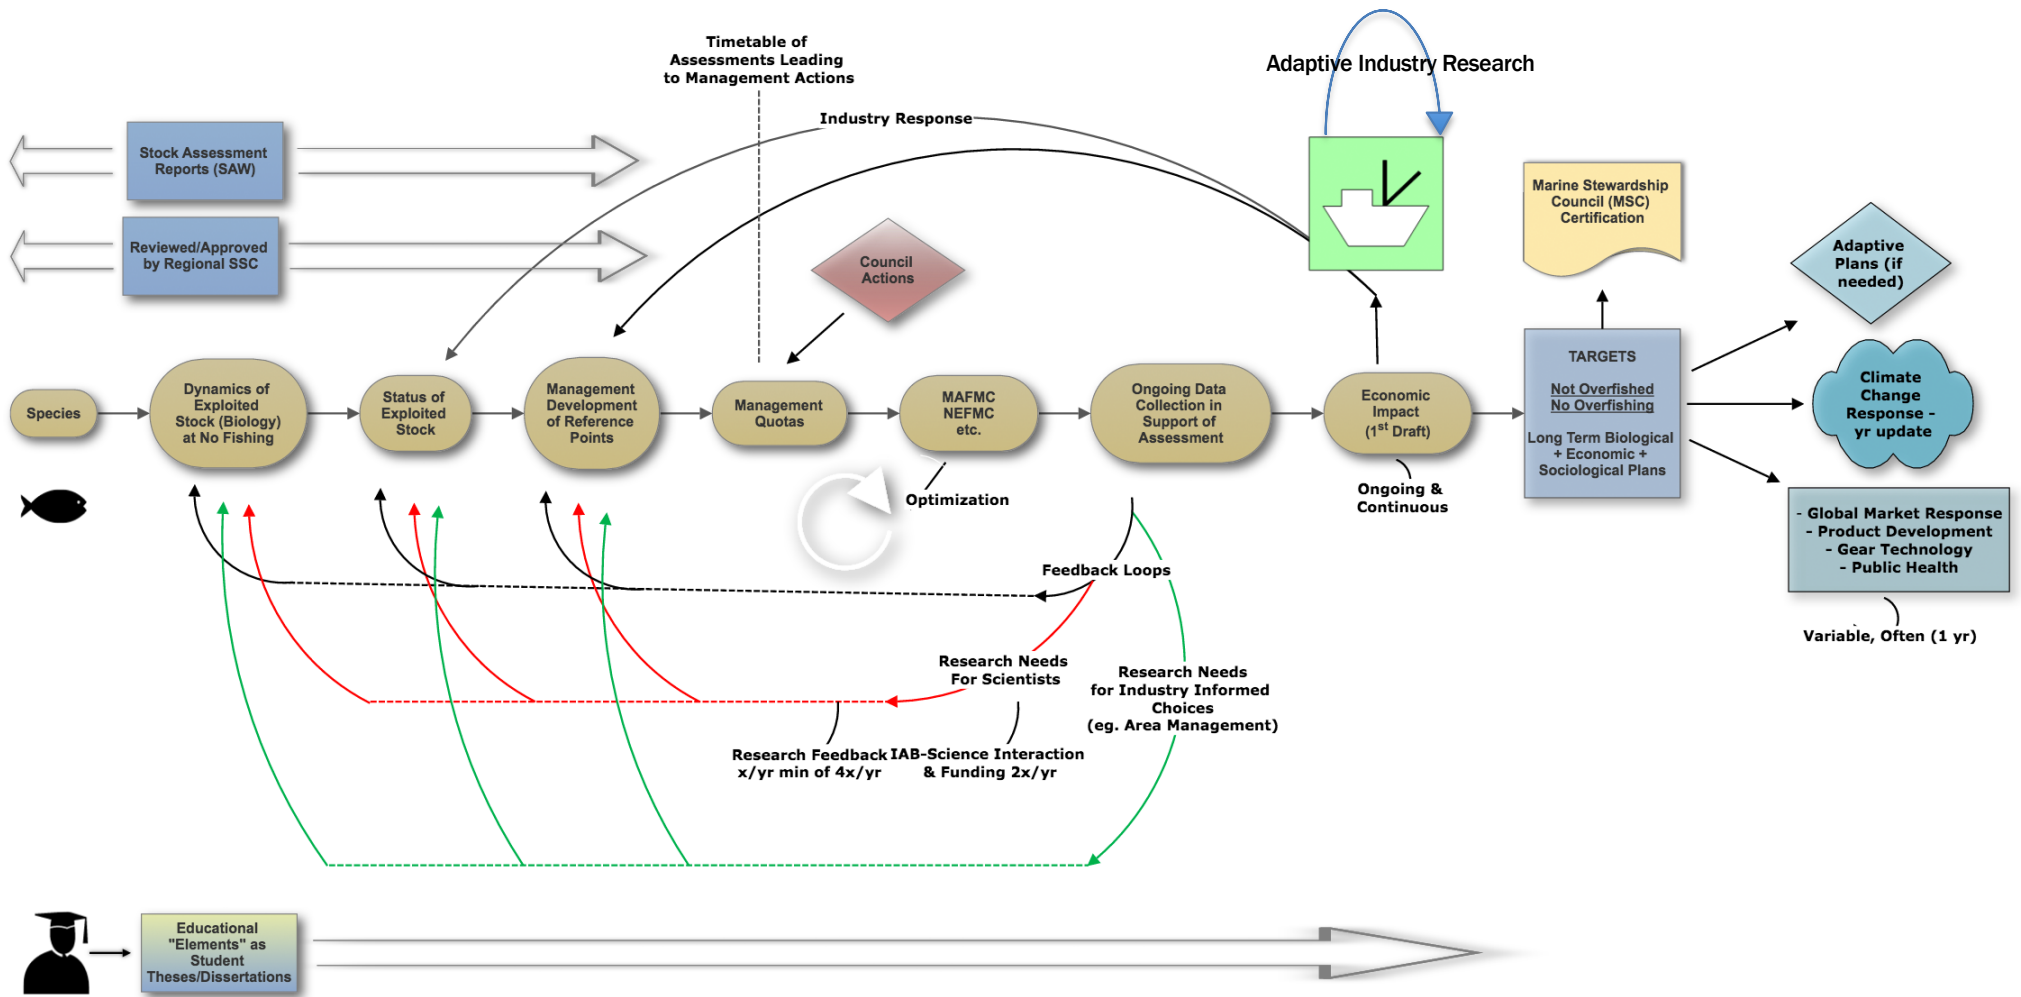 Timetable of
Assessments Leading
to Management Actions
Adaptive Industry Research
Industry Response
Stock Assessment
Reports (SAW)
Reviewed/Approved
by Regional SSC
Council
Actions
Marine Stewardship
Council (MSC)
Certification
Adaptive
Plans (if
needed)
Species
Dynamics of
Exploited
Stock (Biology)
at No Fishing
Status of
Exploited
Stock
Management
Development
of Reference
Points
Management
Quotas
MAFMC
NEFMC
etc.
Ongoing Data
Collection in
Support of
Assessment
Economic
Impact
(1st Draft)
TARGETS
Not Overfished
No Overfishing
Long Term Biological
+ Economic +
Sociological Plans
Climate
Change
Response –
yr update
Optimization
Ongoing &
Continuous
- Global Market Response
- Product Development
- Gear Technology
- Public Health
Variable, Often (1 yr)
Feedback Loops
Research Needs
For Scientists
Research Needs
for Industry Informed
Choices
(eg. Area Management)
Research Feedback
x/yr min of 4x/yr
IAB-Science Interaction
& Funding 2x/yr
Educational
"Elements" as
Student
Theses/Dissertations